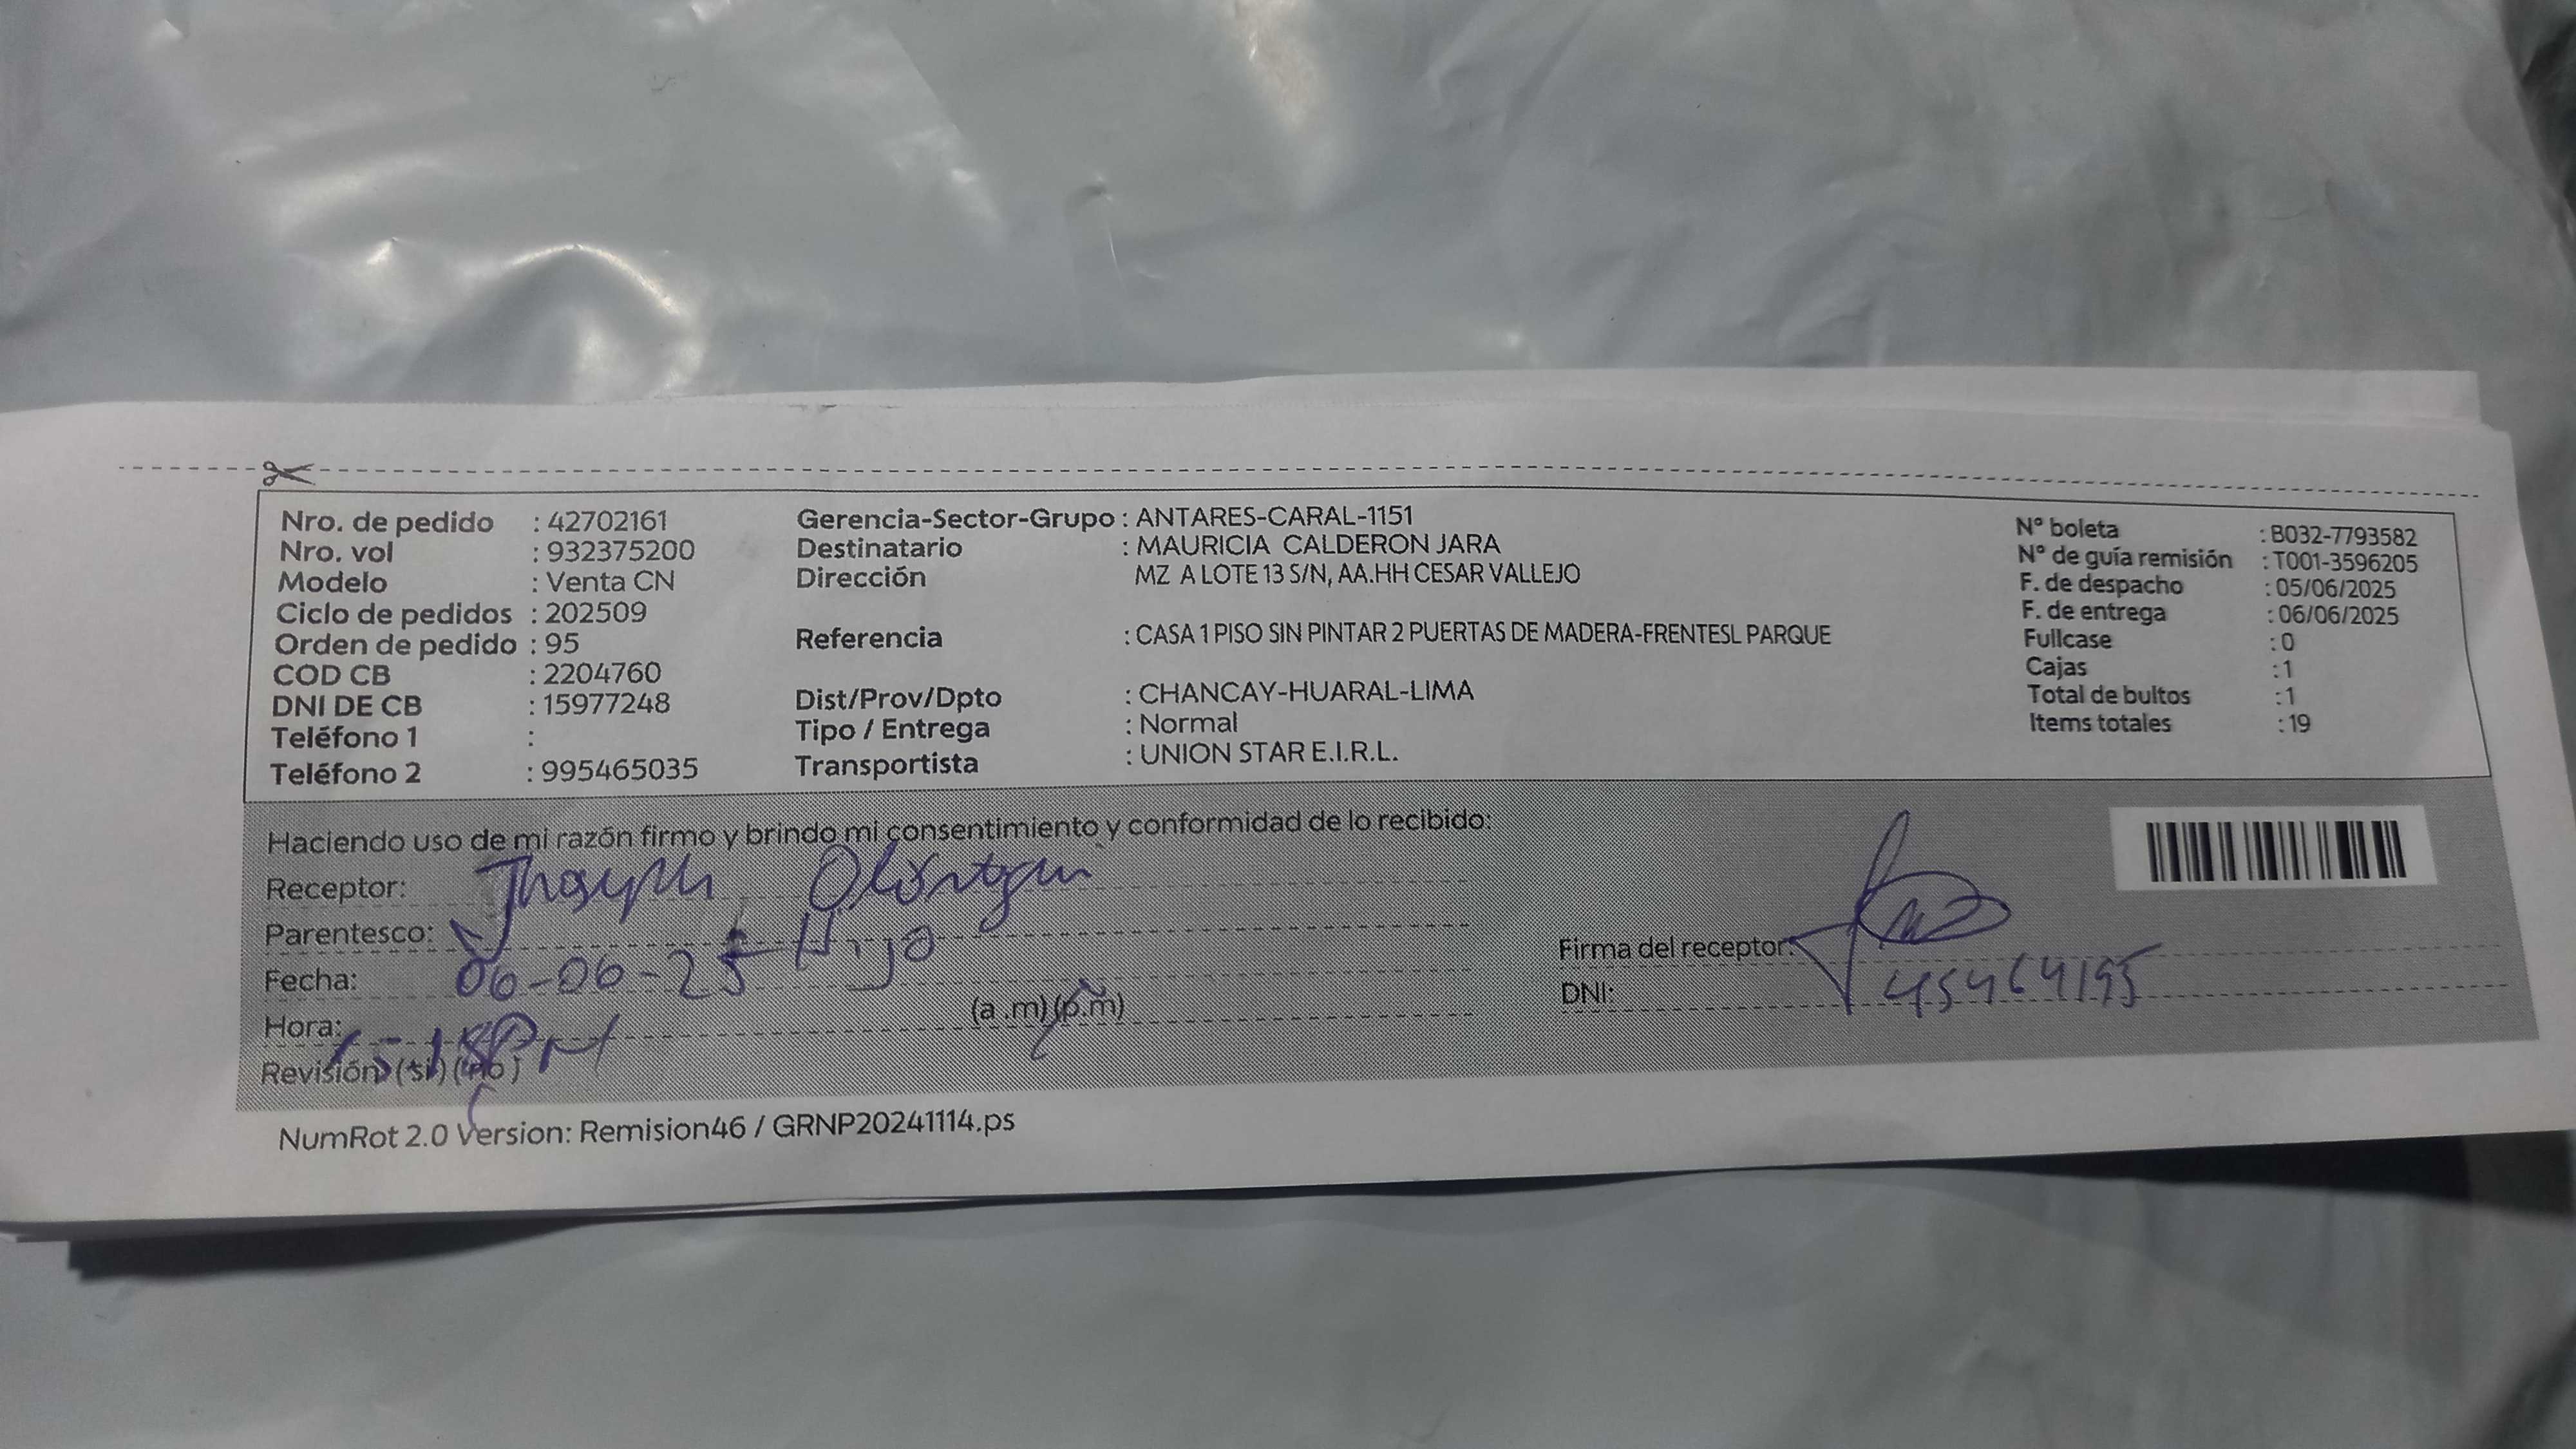 Nro. de pedido : 42702161
Nro. vol : 932375200
Modelo : Venta CN
Ciclo de pedidos : 202509
Orden de pedido : 95
COD CB : 2204760
DNI DE CB : 15977248
Teléfono 1 :
Teléfono 2 : 995465035
Gerencia-Sector-Grupo : ANTARES-CARAL-1151
Destinatario : MAURICIA CALDERON JARA
Dirección MZ A LOTE 13 S/N, AA.HH CESAR VALLEJO
Referencia : CASA 1 PISO SIN PINTAR 2 PUERTAS DE MADERA-FRENTESL PARQUE
Dist/Prov/Dpto : CHANCAY-HUARAL-LIMA
Tipo / Entrega : Normal
Transportista : UNION STAR E.I.R.L.
N° boleta : B032-7793582
N° de guía remisión : T001-3596205
F. de despacho : 05/06/2025
F. de entrega : 06/06/2025
Fullcase : 0
Cajas : 1
Total de bultos : 1
Items totales : 19
Haciendo uso de mi razón firmo y brindo mi consentimiento y conformidad de lo recibido:
Receptor:
Parentesco: Hijo
Fecha: 06-06-25
Hora: (a.m) (p.m)
Revisión (si) (no)
Firma del receptor:
DNI: 45464195
NumRot 2.0 Version: Remision46 / GRNP20241114.ps